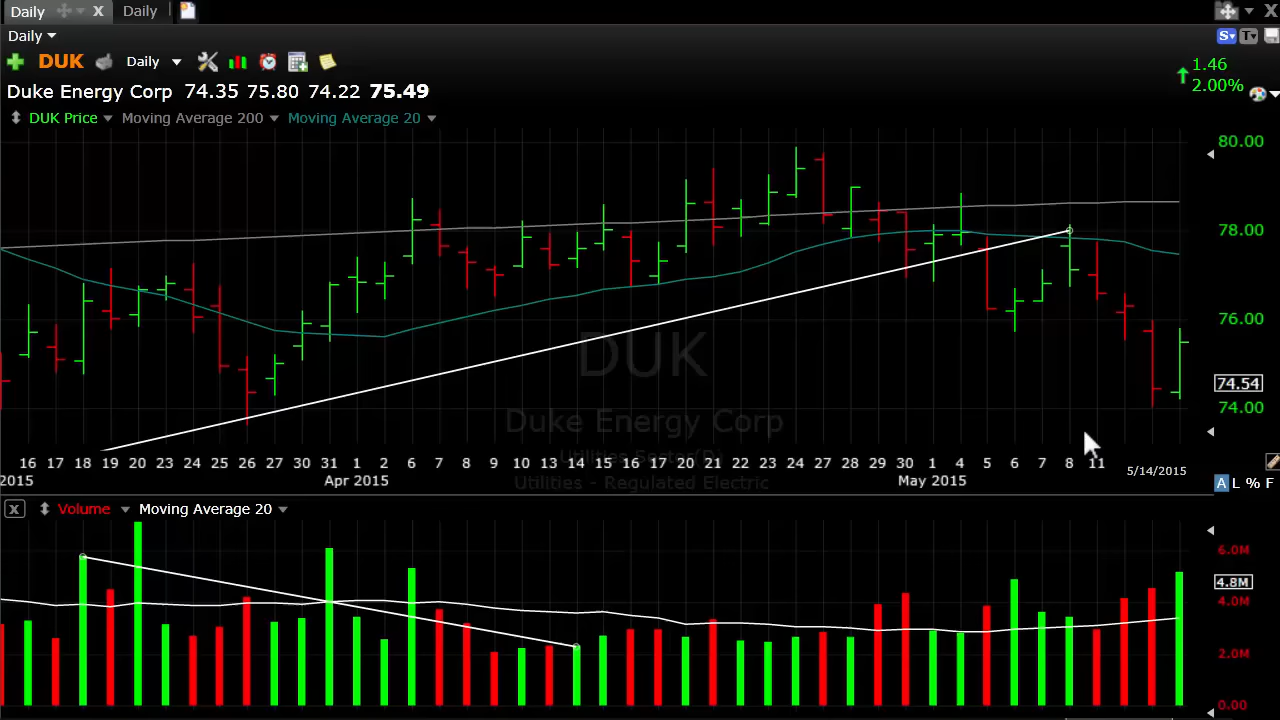 Daily X Daily
X
Daily
S T
DUK Daily
1.46
2.00%
Duke Energy Corp 74.35 75.80 74.22 75.49
DUK Price Moving Average 200 Moving Average 20
80.00
78.00
76.00
74.54
74.00
DUK
Duke Energy Corp
Utilities - Regulated Electric
16 17 18 19 20 23 24 25 26 27 30 31 1 2 6 7 8 9 10 13 14 15 16 17 20 21 22 23 24 27 28 29 30 1 4 5 6 7 8 11
2015 Apr 2015 May 2015 5/14/2015
A L % F
X Volume Moving Average 20
6.0M
4.8M
4.0M
2.0M
0.00